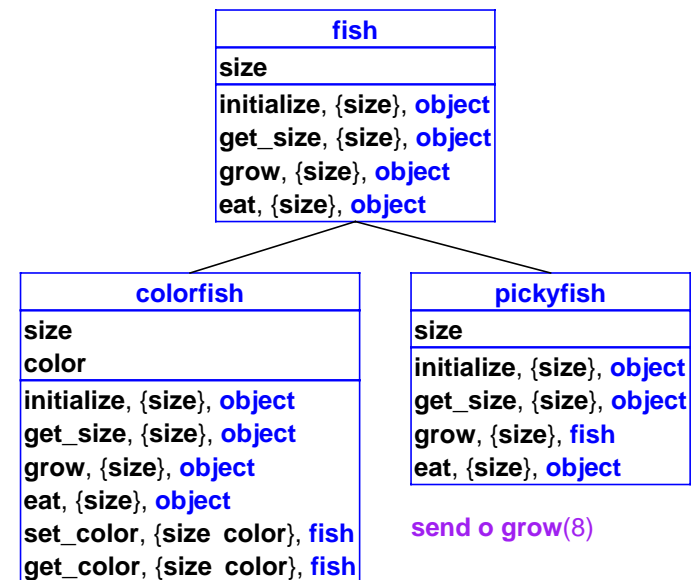 fish
size
initialize, {size}, object
get_size, {size}, object
grow, {size}, object
eat, {size}, object
colorfish
size
color
initialize, {size}, object
get_size, {size}, object
grow, {size}, object
eat, {size}, object
set_color, {size color}, fish
get_color, {size color}, fish
pickyfish
size
initialize, {size}, object
get_size, {size}, object
grow, {size}, fish
eat, {size}, object
send o grow(8)